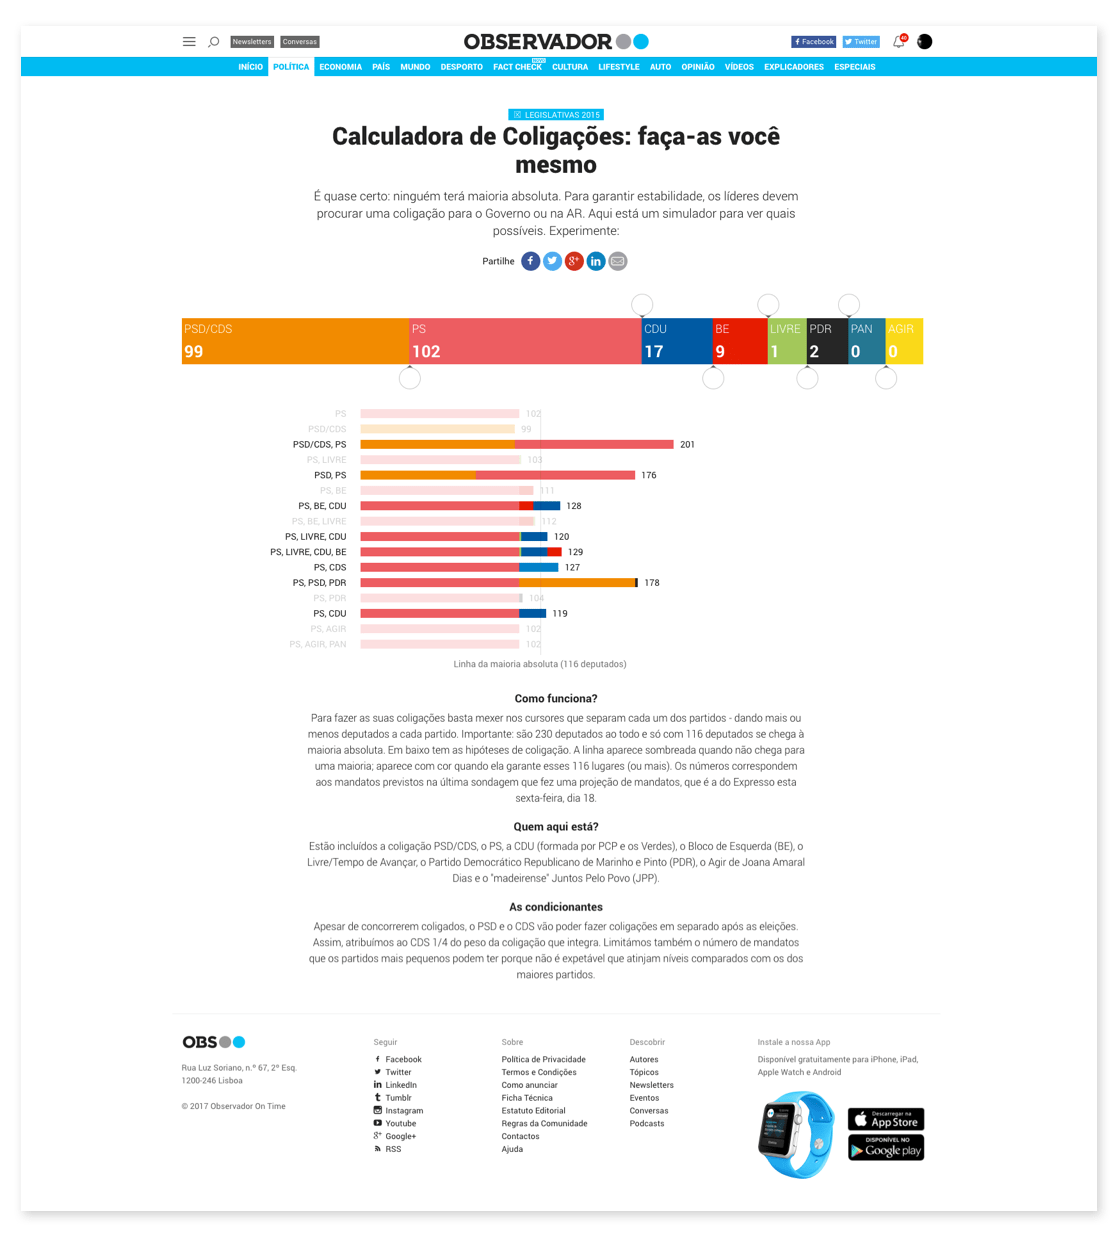 Newsletters Conversas
OBSERVADOR
Facebook Twitter
INÍCIO POLÍTICA ECONOMIA PAÍS MUNDO DESPORTO FACT CHECK NOVO CULTURA LIFESTYLE AUTO OPINIÃO VÍDEOS EXPLICADORES ESPECIAIS
LEGISLATIVAS 2015
Calculadora de Coligações: faça-as você
mesmo
É quase certo: ninguém terá maioria absoluta. Para garantir estabilidade, os líderes devem
procurar uma coligação para o Governo ou na AR. Aqui está um simulador para ver quais
possíveis. Experimente:
Partilhe
PSD/CDS PS CDU BE LIVRE PDR PAN AGIR
99 102 17 9 1 2 0 0
PS 102
PSD/CDS 99
PSD/CDS, PS 201
PS, LIVRE 103
PSD, PS 176
PS, BE 111
PS, BE, CDU 128
PS, BE, LIVRE 112
PS, LIVRE, CDU 120
PS, LIVRE, CDU, BE 129
PS, CDS 127
PS, PSD, PDR 178
PS, PDR 104
PS, CDU 119
PS, AGIR 102
PS, AGIR, PAN 102
Linha da maioria absoluta (116 deputados)
Como funciona?
Para fazer as suas coligações basta mexer nos cursores que separam cada um dos partidos - dando mais ou
menos deputados a cada partido. Importante: são 230 deputados ao todo e só com 116 deputados se chega à
maioria absoluta. Em baixo tem as hipóteses de coligação. A linha aparece sombreada quando não chega para
uma maioria; aparece com cor quando ela garante esses 116 lugares (ou mais). Os números correspondem
aos mandatos previstos na última sondagem que fez uma projeção de mandatos, que é a do Expresso esta
sexta-feira, dia 18.
Quem aqui está?
Estão incluídos a coligação PSD/CDS, o PS, a CDU (formada por PCP e os Verdes), o Bloco de Esquerda (BE), o
Livre/Tempo de Avançar, o Partido Democrático Republicano de Marinho e Pinto (PDR), o Agir de Joana Amaral
Dias e o "madeirense" Juntos Pelo Povo (JPP).
As condicionantes
Apesar de concorrerem coligados, o PSD e o CDS vão poder fazer coligações em separado após as eleições.
Assim, atribuímos ao CDS 1/4 do peso da coligação que integra. Limitámos também o número de mandatos
que os partidos mais pequenos podem ter porque não é expetável que atinjam níveis comparados com os dos
maiores partidos.
OBS
Rua Luz Soriano, n.º 67, 2º Esq.
1200-246 Lisboa
© 2017 Observador On Time
Seguir
Facebook
Twitter
LinkedIn
Tumblr
Instagram
Youtube
Google+
RSS
Sobre
Política de Privacidade
Termos e Condições
Como anunciar
Ficha Técnica
Estatuto Editorial
Regras da Comunidade
Contactos
Ajuda
Descobrir
Autores
Tópicos
Newsletters
Eventos
Conversas
Podcasts
Instale a nossa App
Disponível gratuitamente para iPhone, iPad,
Apple Watch e Android
Descarregar na
App Store
DISPONÍVEL NO
Google play